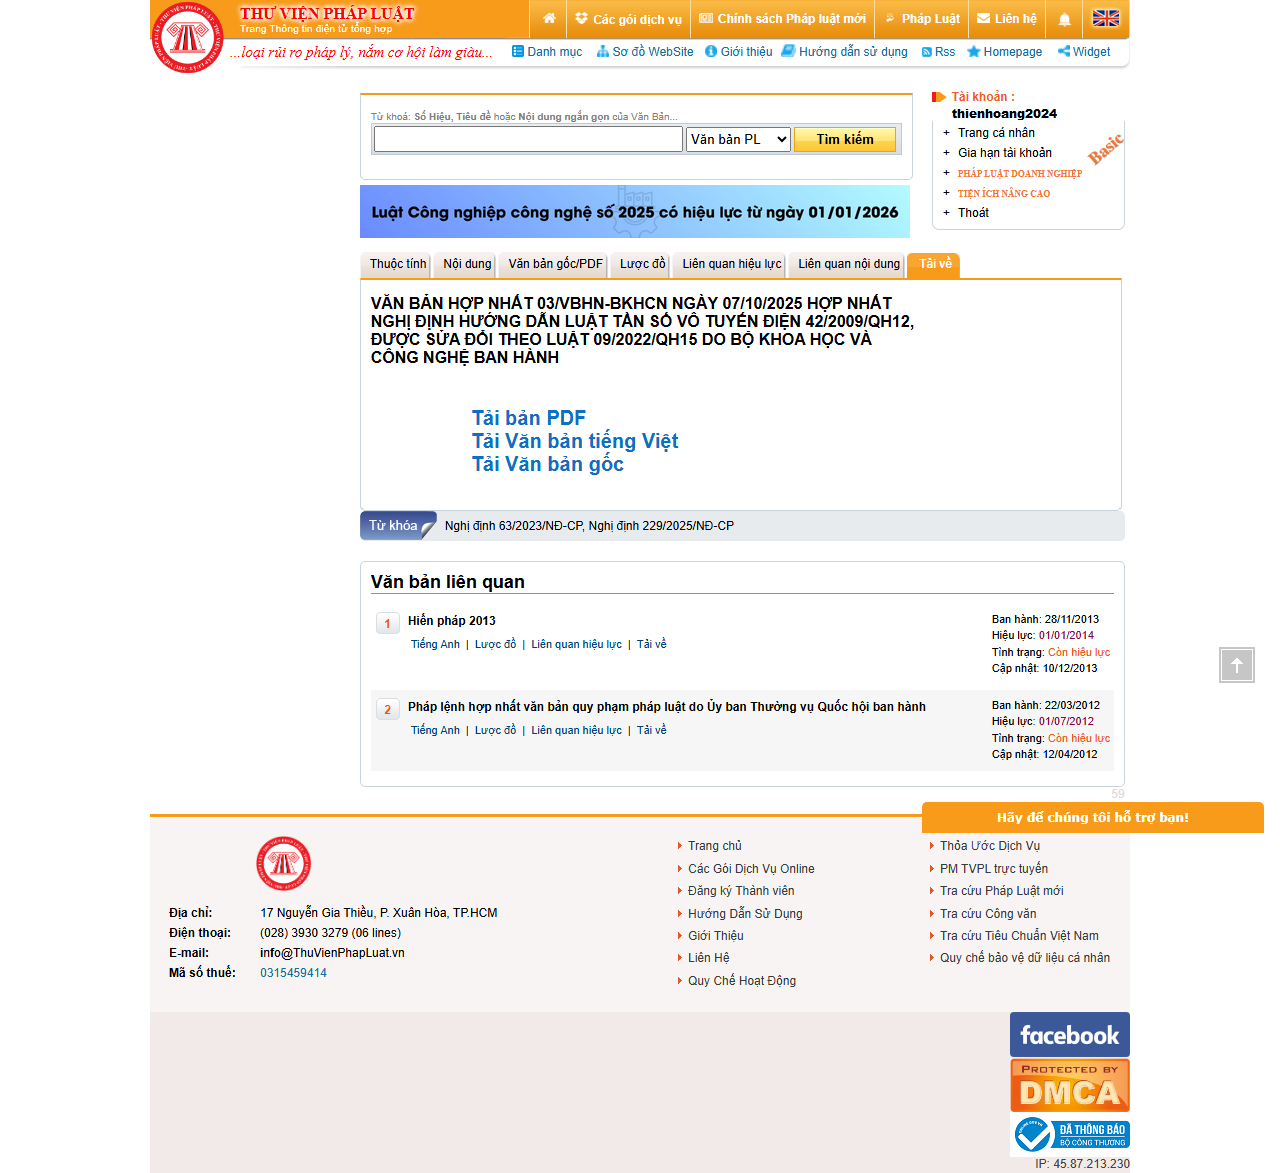 THƯ VIỆN PHÁP LUẬT
Trang Thông tin điện tử tổng hợp
Các gói dịch vụ
Chính sách Pháp luật mới
Pháp Luật
Liên hệ
...loại rủi ro pháp lý, nắm cơ hội làm giàu...
Danh mục
Sơ đồ WebSite
Giới thiệu
Hướng dẫn sử dụng
Rss
Homepage
Widget
Từ khoá: Số Hiệu, Tiêu đề hoặc Nội dung ngắn gọn của Văn Bản...
Văn bản PL
Tìm kiếm
Tài khoản :
thienhoang2024
+ Trang cá nhân
+ Gia hạn tài khoản
+ PHÁP LUẬT DOANH NGHIỆP
+ TIỆN ÍCH NÂNG CAO
+ Thoát
Basic
Luật Công nghiệp công nghệ số 2025 có hiệu lực từ ngày 01/01/2026
Thuộc tính
Nội dung
Văn bản gốc/PDF
Lược đồ
Liên quan hiệu lực
Liên quan nội dung
Tải về
VĂN BẢN HỢP NHẤT 03/VBHN-BKHCN NGÀY 07/10/2025 HỢP NHẤT
NGHỊ ĐỊNH HƯỚNG DẪN LUẬT TẦN SỐ VÔ TUYẾN ĐIỆN 42/2009/QH12,
ĐƯỢC SỬA ĐỔI THEO LUẬT 09/2022/QH15 DO BỘ KHOA HỌC VÀ
CÔNG NGHỆ BAN HÀNH
Tải bản PDF
Tải Văn bản tiếng Việt
Tải Văn bản gốc
Từ khóa
Nghị định 63/2023/NĐ-CP, Nghị định 229/2025/NĐ-CP
Văn bản liên quan
1
Hiến pháp 2013
Tiếng Anh | Lược đồ | Liên quan hiệu lực | Tải về
Ban hành: 28/11/2013
Hiệu lực: 01/01/2014
Tình trạng: Còn hiệu lực
Cập nhật: 10/12/2013
2
Pháp lệnh hợp nhất văn bản quy phạm pháp luật do Ủy ban Thường vụ Quốc hội ban hành
Tiếng Anh | Lược đồ | Liên quan hiệu lực | Tải về
Ban hành: 22/03/2012
Hiệu lực: 01/07/2012
Tình trạng: Còn hiệu lực
Cập nhật: 12/04/2012
59
Hãy để chúng tôi hỗ trợ bạn!
Địa chỉ: 17 Nguyễn Gia Thiều, P. Xuân Hòa, TP.HCM
Điện thoại: (028) 3930 3279 (06 lines)
E-mail: info@ThuVienPhapLuat.vn
Mã số thuế: 0315459414
Trang chủ
Các Gói Dịch Vụ Online
Đăng ký Thành viên
Hướng Dẫn Sử Dụng
Giới Thiệu
Liên Hệ
Quy Chế Hoạt Động
Thỏa Ước Dịch Vụ
PM TVPL trực tuyến
Tra cứu Pháp Luật mới
Tra cứu Công văn
Tra cứu Tiêu Chuẩn Việt Nam
Quy chế bảo vệ dữ liệu cá nhân
facebook
PROTECTED BY
DMCA
ĐÃ THÔNG BÁO
BỘ CÔNG THƯƠNG
IP: 45.87.213.230